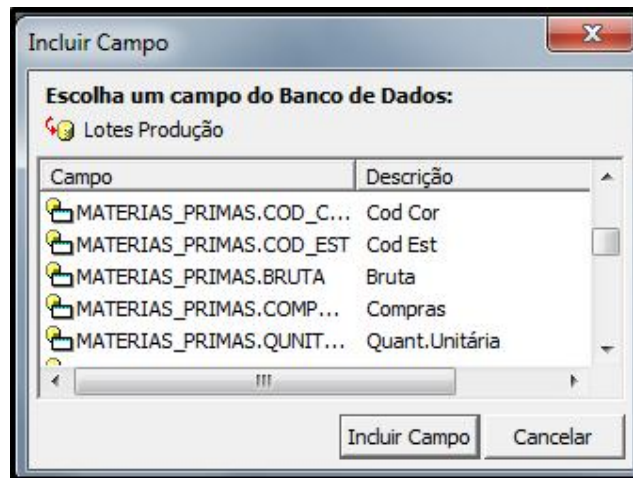 Incluir Campo
Escolha um campo do Banco de Dados:
Lotes Produção
Campo Descrição
MATERIAS_PRIMAS.COD_C... Cod Cor
MATERIAS_PRIMAS.COD_EST Cod Est
MATERIAS_PRIMAS.BRUTA Bruta
MATERIAS_PRIMAS.COMP... Compras
MATERIAS_PRIMAS.QUNIT... Quant.Unitária
Incluir Campo Cancelar